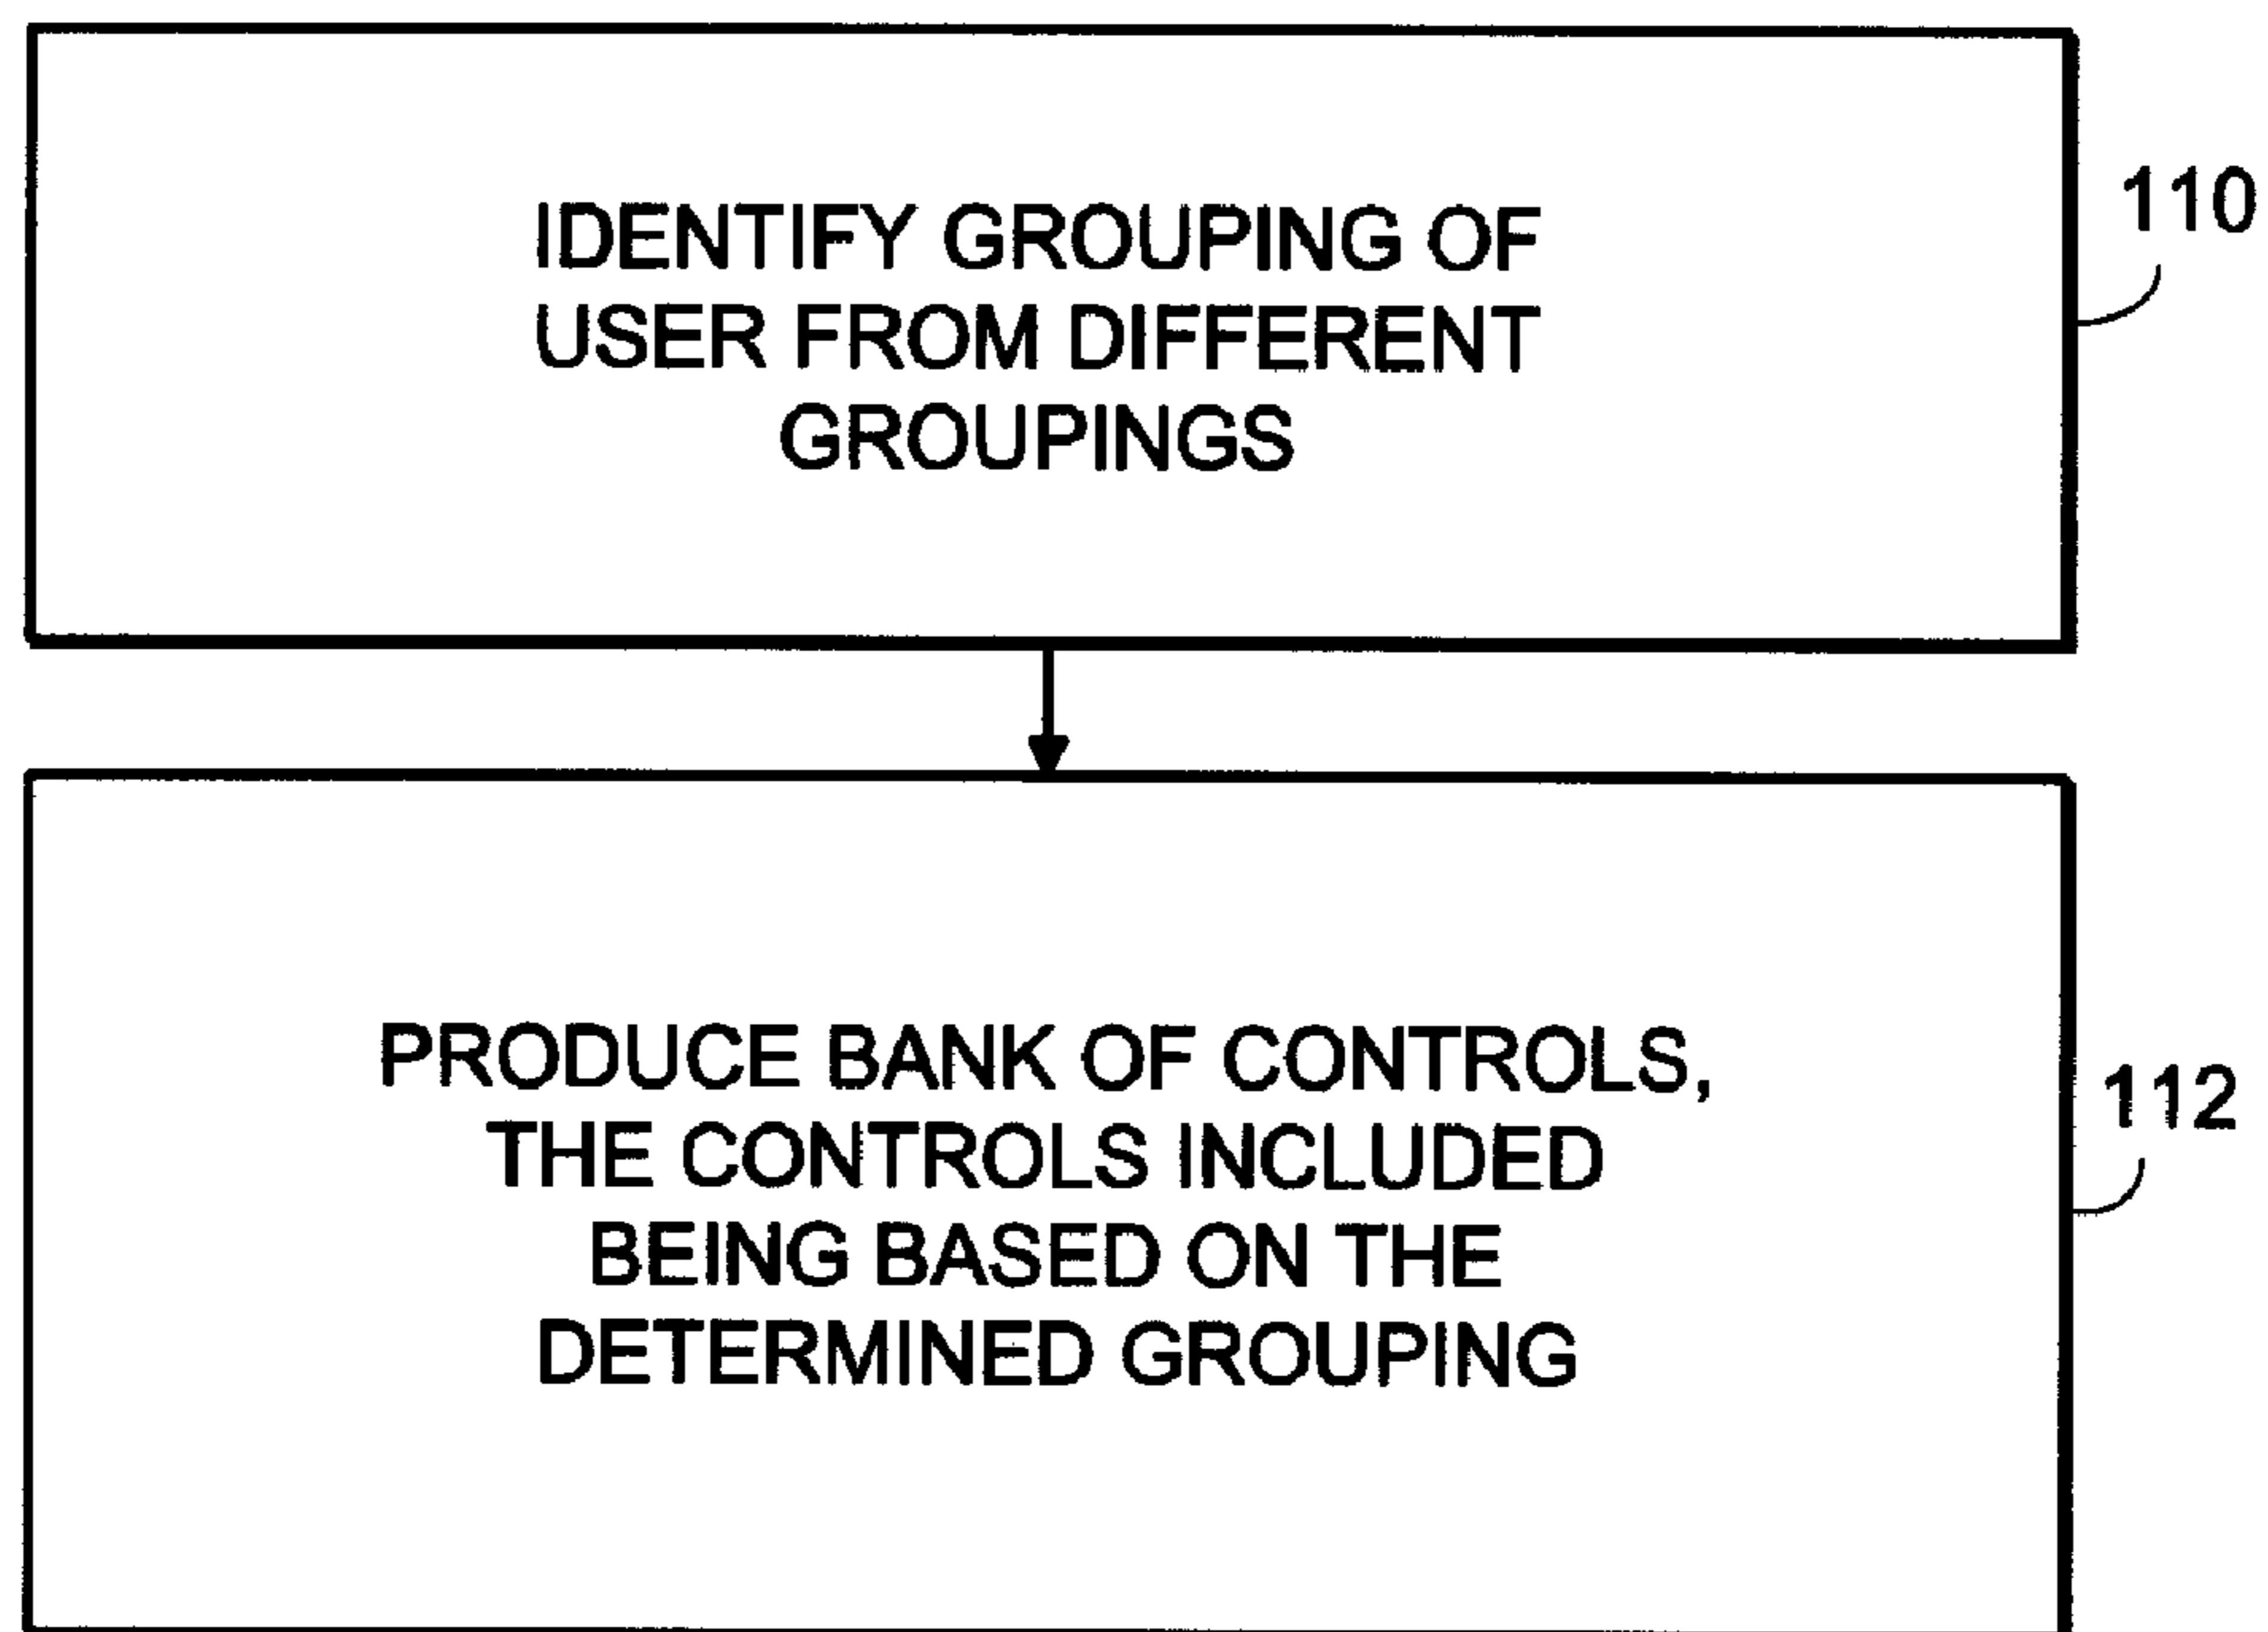 IDENTIFY GROUPING OF
USER FROM DIFFERENT
GROUPINGS
110
PRODUCE BANK OF CONTROLS,
THE CONTROLS INCLUDED
BEING BASED ON THE
DETERMINED GROUPING
112